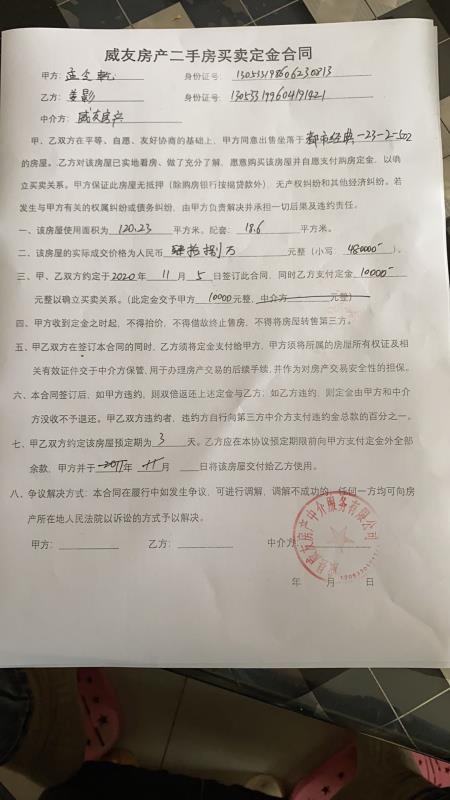 威友房产二手房买卖定金合同
甲方：孟令乾 身份证号：130533198606230813
乙方：姜影 身份证号：130533199604191421
中介方：威友房产
甲、乙双方在平等、自愿、友好协商的基础上，甲方同意出售坐落于都市经典-23-2-502
的房屋。乙方对该房屋已实地看房、做了充分了解，愿意购买该房屋并自愿支付购房定金，以确
立买卖关系。甲方保证此房屋无抵押（除购房银行按揭贷款外），无产权纠纷和其他经济纠纷。若
发生与甲方有关的权属纠纷或债务纠纷，由甲方负责解决并承担一切后果及违约责任。
一、该房屋使用面积为 120.23 平方米。配套：18.6 平方米。
二、该房屋的实际成交价格为人民币 肆拾捌万 元整（小写：480000）。
三、甲、乙双方约定于2020年 11 月 5 日签订此合同，同时乙方支付定金 10000
元整以确立买卖关系。（此定金交予甲方 10000 元整，中介方 元整）
四、甲方收到定金之时起，不得抬价，不得借故终止售房，不得将房屋转售第三方。
五、甲乙双方在签订本合同的同时，乙方须将定金支付给甲方，甲方须将所属的房屋所有权证及相
关有效证件交于中介方保管，用于办理房产交易的后续手续，并作为对房产交易安全性的担保。
六、本合同签订后，如甲方违约，则双倍返还上述定金与乙方；如乙方违约，则定金由甲方和中介
方没收不予退还。甲乙双方违约者，违约方自行向第三方中介方支付违约金总款的百分之一。
七、甲乙双方约定该房屋预定期为 3 天。乙方应在本协议预定期限前向甲方支付定金外全部
余款，甲方并于 年 11 月 日将该房屋交付给乙方使用。
八、争议解决方式：本合同在履行中如发生争议，可进行调解，调解不成功的，任何一方均可向房
产所在地人民法院以诉讼的方式予以解决。
甲方： 乙方： 中介方：
威县威友房产中介服务有限公司
年 月 日